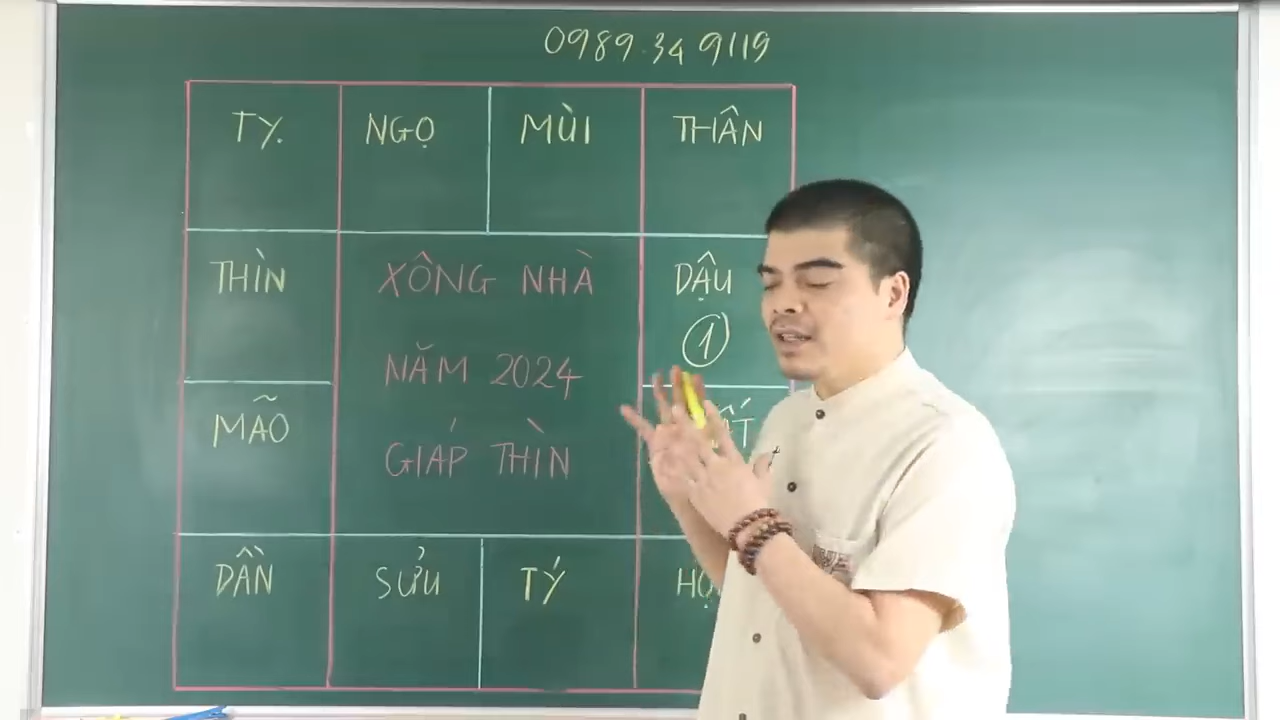 0989.34 9119
TỴ. NGỌ MÙI THÂN
THÌN XÔNG NHÀ DẬU
1
NĂM 2024
MÃO
GIÁP THÌN
DẦN SỬU TÝ